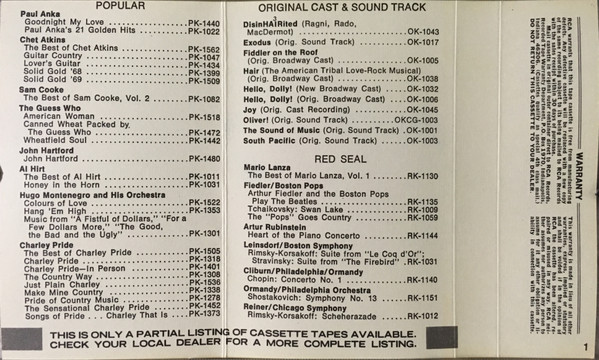 POPULAR
Paul Anka
Goodnight My Love PK-1440
Paul Anka's 21 Golden Hits PK-1022
Chet Atkins
The Best of Chet Atkins PK-1562
Guitar Country PK-1047
Lover's Guitar PK-1434
Solid Gold '68 PK-1399
Solid Gold '69 PK-1509
Sam Cooke
The Best of Sam Cooke, Vol. 2 PK-1082
The Guess Who
American Woman PK-1518
Canned Wheat Packed by
The Guess Who PK-1472
Wheatfield Soul PK-1442
John Hartford
John Hartford PK-1480
Al Hirt
The Best of Al Hirt PK-1011
Honey in the Horn PK-1031
Hugo Montenegro and His Orchestra
Colours of Love PK-1522
Hang 'Em High PK-1353
Music from "A Fistful of Dollars," "For a
Few Dollars More," "The Good,
the Bad and the Ugly" PK-1301
Charley Pride
The Best of Charley Pride PK-1505
Charley Pride PK-1318
Charley Pride—in Person PK-1401
The Country Way PK-1308
Just Plain Charley PK-1536
Make Mine Country PK-1338
Pride of Country Music PK-1278
The Sensational Charley Pride PK-1452
Songs of Pride . . . Charley That Is PK-1373
ORIGINAL CAST & SOUND TRACK
DisinHAiRited (Ragni, Rado,
MacDermot) OK-1043
Exodus (Orig. Sound Track) OK-1017
Fiddler on the Roof
(Orig. Broadway Cast) OK-1005
Hair (The American Tribal Love-Rock Musical)
(Orig. Broadway Cast) OK-1038
Hello, Dolly! (New Broadway Cast) OK-1032
Hello, Dolly! (Orig. Broadway Cast) OK-1006
Joy (Orig. Cast Recording) OK-1045
Oliver! (Orig. Sound Track) OKCG-1003
The Sound of Music (Orig. Sound Track) .OK-1001
South Pacific (Orig. Sound Track) OK-1003
RED SEAL
Mario Lanza
The Best of Mario Lanza, Vol. 1 RK-1130
Fiedler/Boston Pops
Arthur Fiedler and the Boston Pops
Play The Beatles RK-1135
Tchaikovsky: Swan Lake RK-1009
The "Pops" Goes Country RK-1059
Artur Rubinstein
Heart of the Piano Concerto RK-1144
Leinsdorf/Boston Symphony
Rimsky-Korsakoff: Suite from "Le Coq d'Or";
Stravinsky: Suite from "The Firebird" .RK-1031
Cliburn/Philadelphia/Ormandy
Chopin: Concerto No. 1 RK-1140
Ormandy/Philadelphia Orchestra
Shostakovich: Symphony No. 13 RK-1151
Reiner/Chicago Symphony
Rimsky-Korsakoff: Scheherazade RK-1012
THIS IS ONLY A PARTIAL LISTING OF CASSETTE TAPES AVAILABLE.
CHECK YOUR LOCAL DEALER FOR A MORE COMPLETE LISTING.
WARRANTY
RCA warrants that this tape cassette is free from manufacturing
DO NOT RETURN THIS CASSETTE TO YOUR DEALER.
1